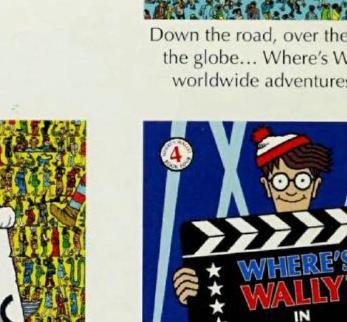 Down the road, over the
the globe... Where's W
worldwide adventures
4
WHERE'S
WALLY?
IN